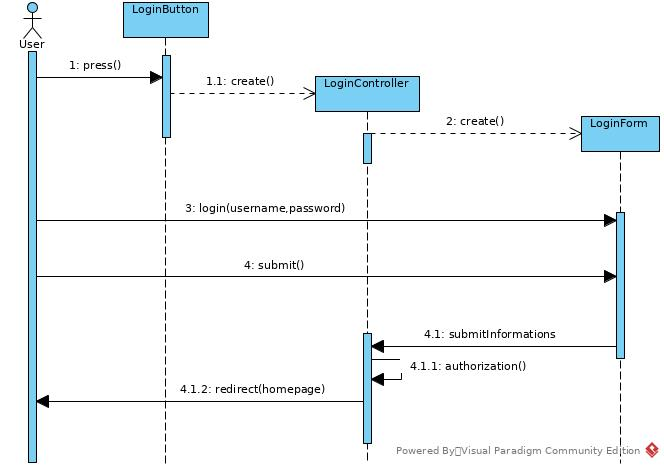 LoginButton
User
1: press()
1.1: create()
LoginController
2: create()
LoginForm
3: login(username,password)
4: submit()
4.1: submitInformations
4.1.1: authorization()
4.1.2: redirect(homepage)
Powered By Visual Paradigm Community Edition